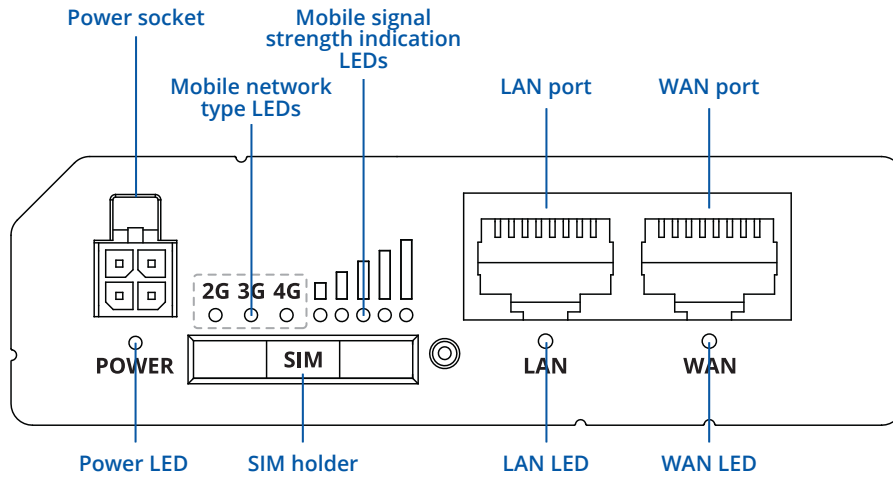 Power socket
Mobile signal
strength indication
LEDs
Mobile network
type LEDs
LAN port
WAN port
2G 3G 4G
POWER
SIM
LAN
WAN
Power LED
SIM holder
LAN LED
WAN LED